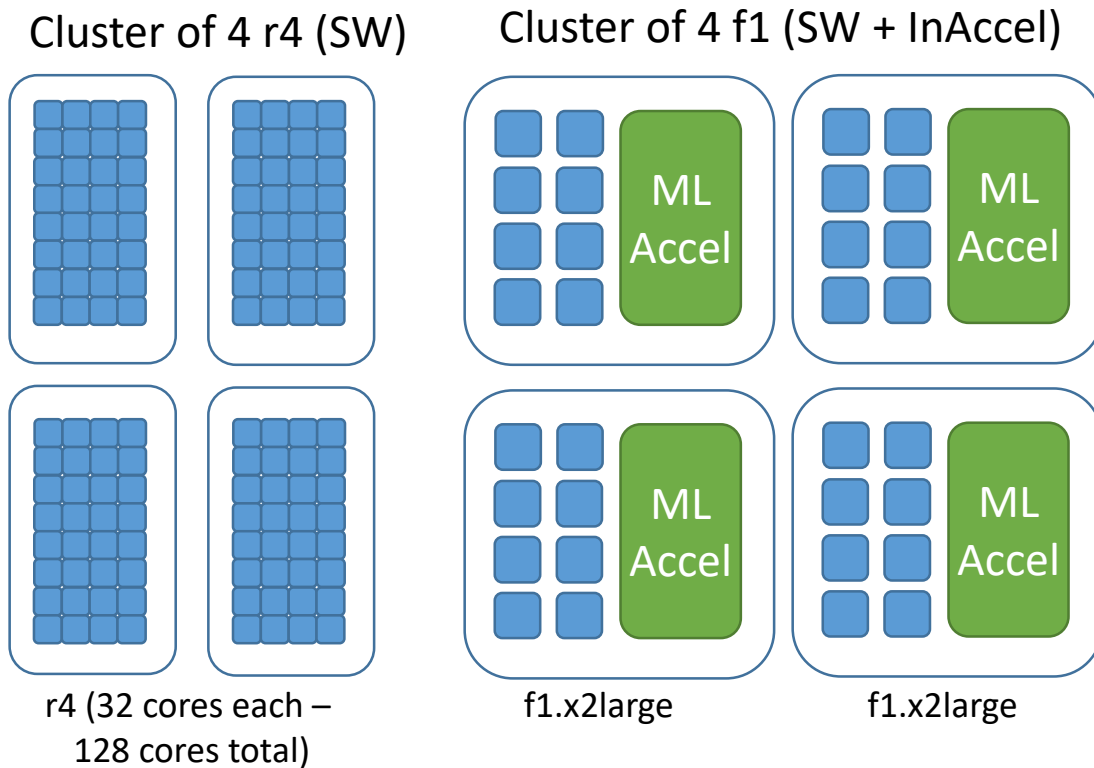 Cluster of 4 r4 (SW)
Cluster of 4 f1 (SW + InAccel)
ML
Accel
ML
Accel
ML
Accel
ML
Accel
r4 (32 cores each –
128 cores total)
f1.x2large
f1.x2large